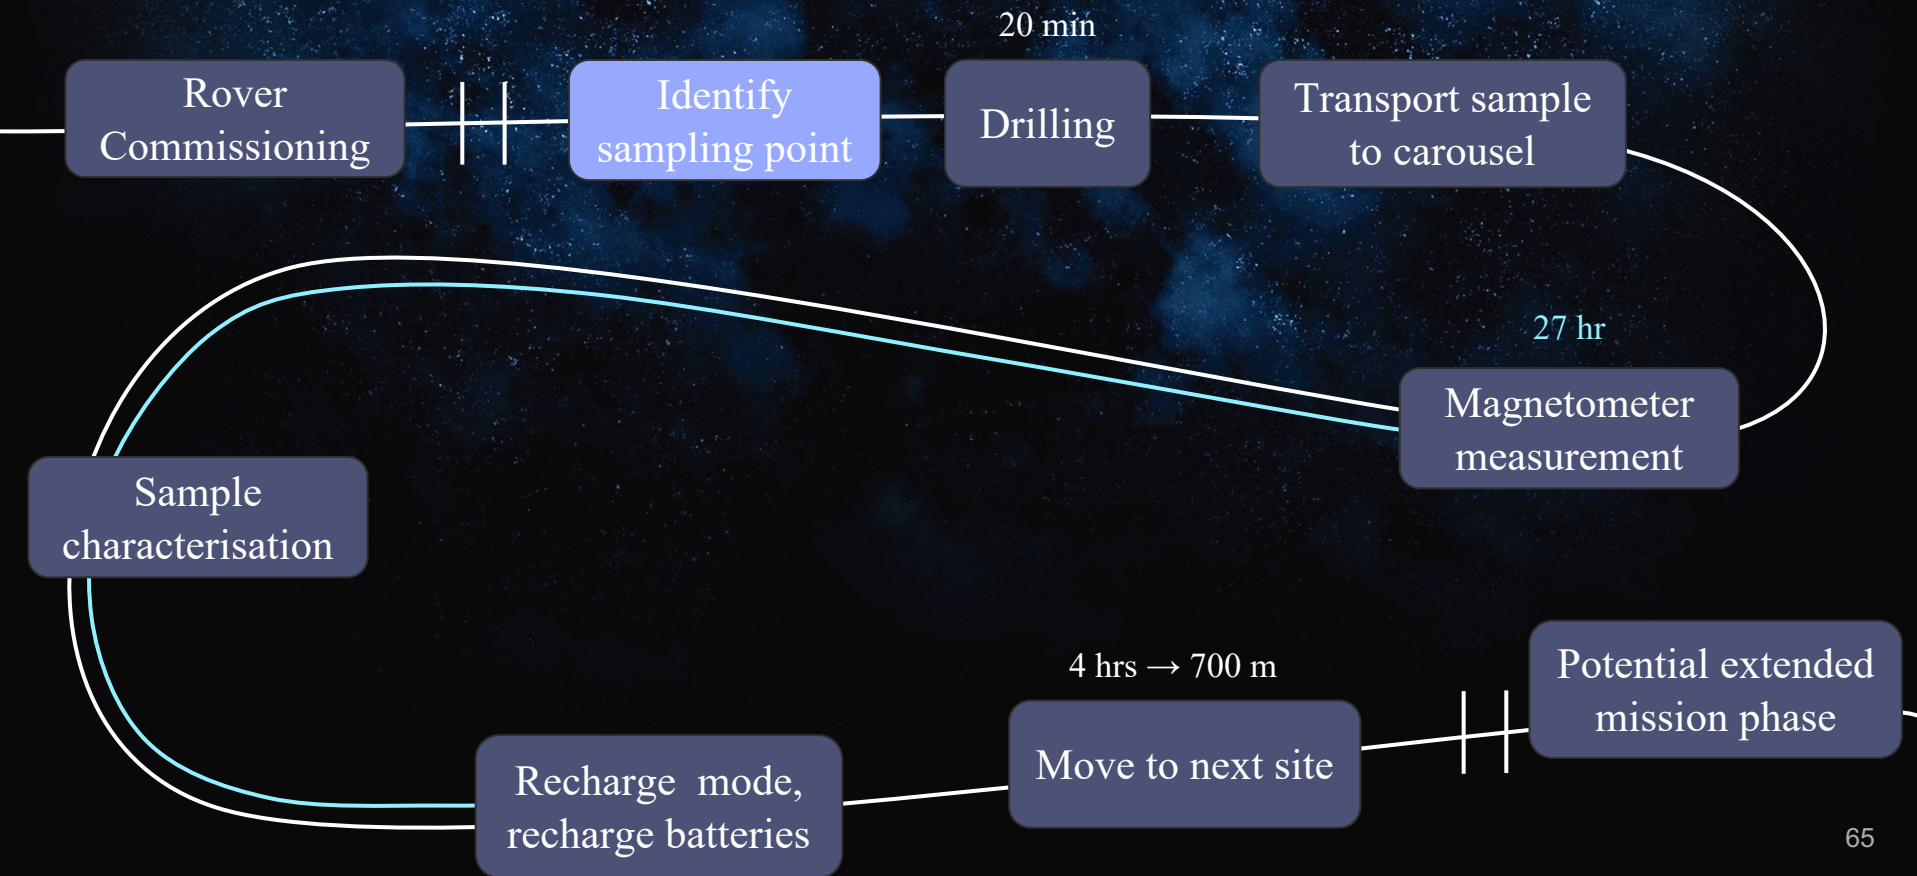 20 min
Rover
Commissioning
Identify
sampling point
Drilling
Transport sample
to carousel
27 hr
Magnetometer
measurement
Sample
characterisation
Recharge  mode,
recharge batteries
4 hrs → 700 m
Move to next site
Potential extended
mission phase
65